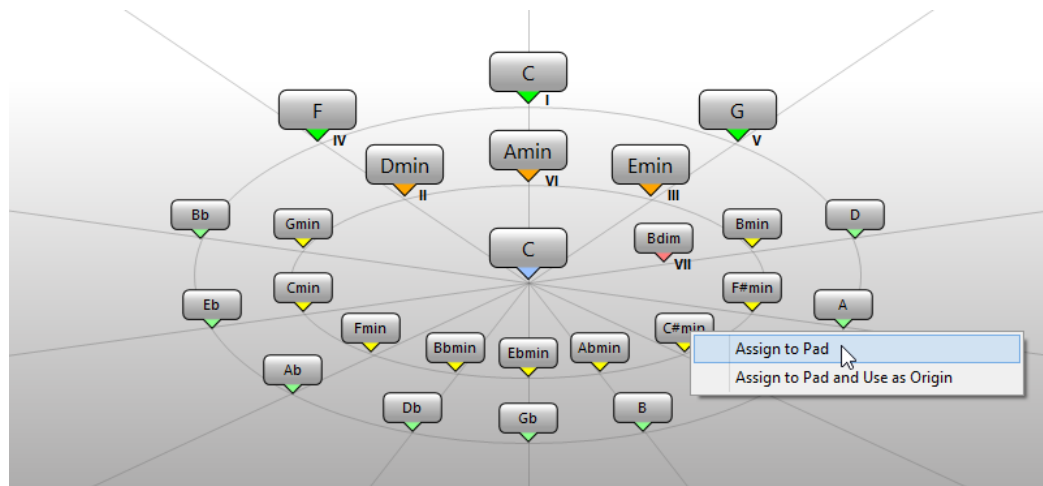 C
I
F
IV
G
V
Amin
VI
Dmin
II
Emin
III
Bb
Gmin
Bmin
D
C
Bdim
VII
Eb
Cmin
F#min
A
Fmin
C#min
Bbmin
Ebmin
Abmin
Assign to Pad
Assign to Pad and Use as Origin
Ab
Db
Gb
B